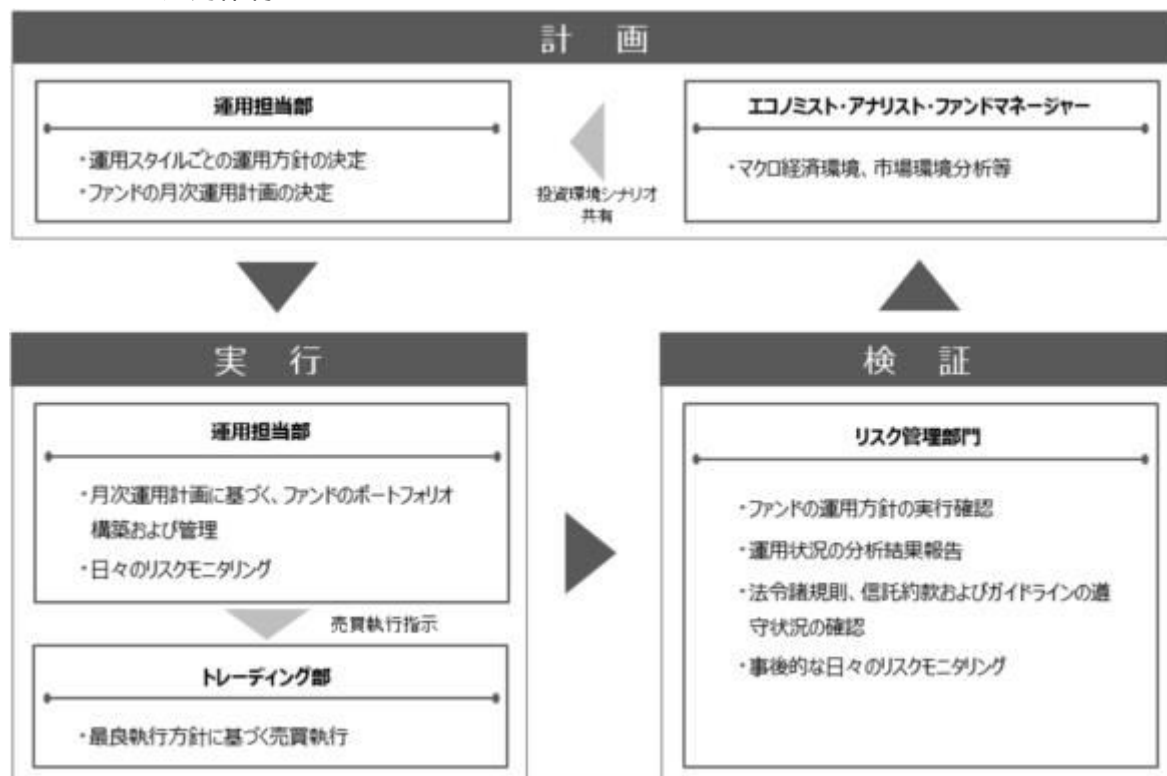 計 画
運用担当部
・運用スタイルごとの運用方針の決定
・ファンドの月次運用計画の決定
投資環境シナリオ
共有
エコノミスト・アナリスト・ファンドマネージャー
・マクロ経済環境、市場環境分析等
実 行
運用担当部
・月次運用計画に基づく、ファンドのポートフォリオ
構築および管理
・日々のリスクモニタリング
売買執行指示
トレーディング部
・最良執行方針に基づく売買執行
検 証
リスク管理部門
・ファンドの運用方針の実行確認
・運用状況の分析結果報告
・法令諸規則、信託約款およびガイドラインの遵
守状況の確認
・事後的な日々のリスクモニタリング